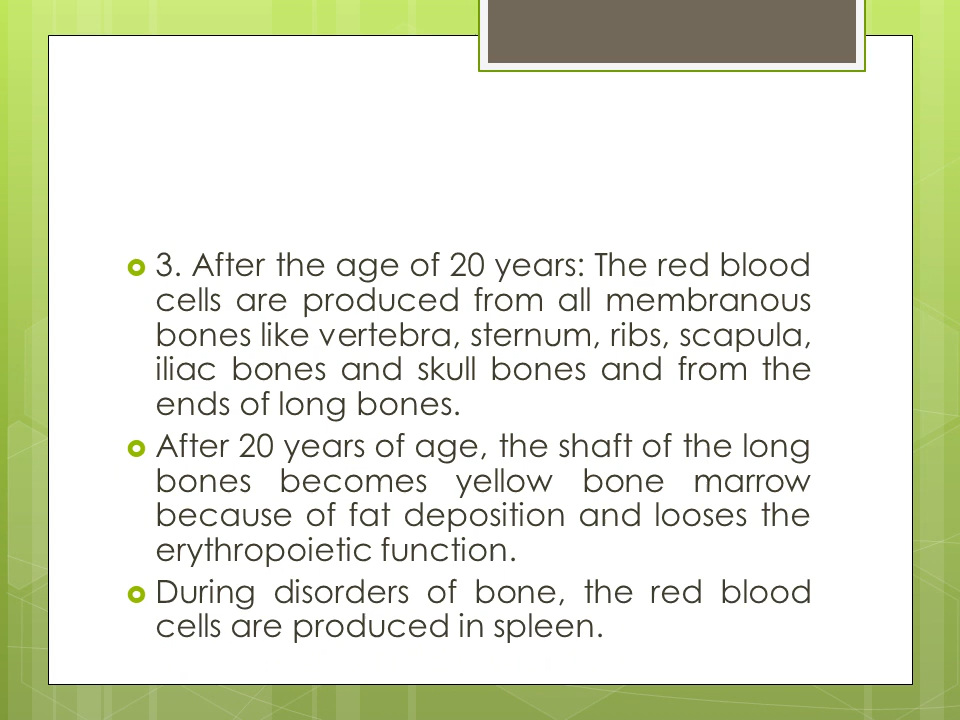 3. After the age of 20 years: The red blood
cells are produced from all membranous
bones like vertebra, sternum, ribs, scapula,
iliac bones and skull bones and from the
ends of long bones.
After 20 years of age, the shaft of the long
bones becomes yellow bone marrow
because of fat deposition and looses the
erythropoietic function.
During disorders of bone, the red blood
cells are produced in spleen.